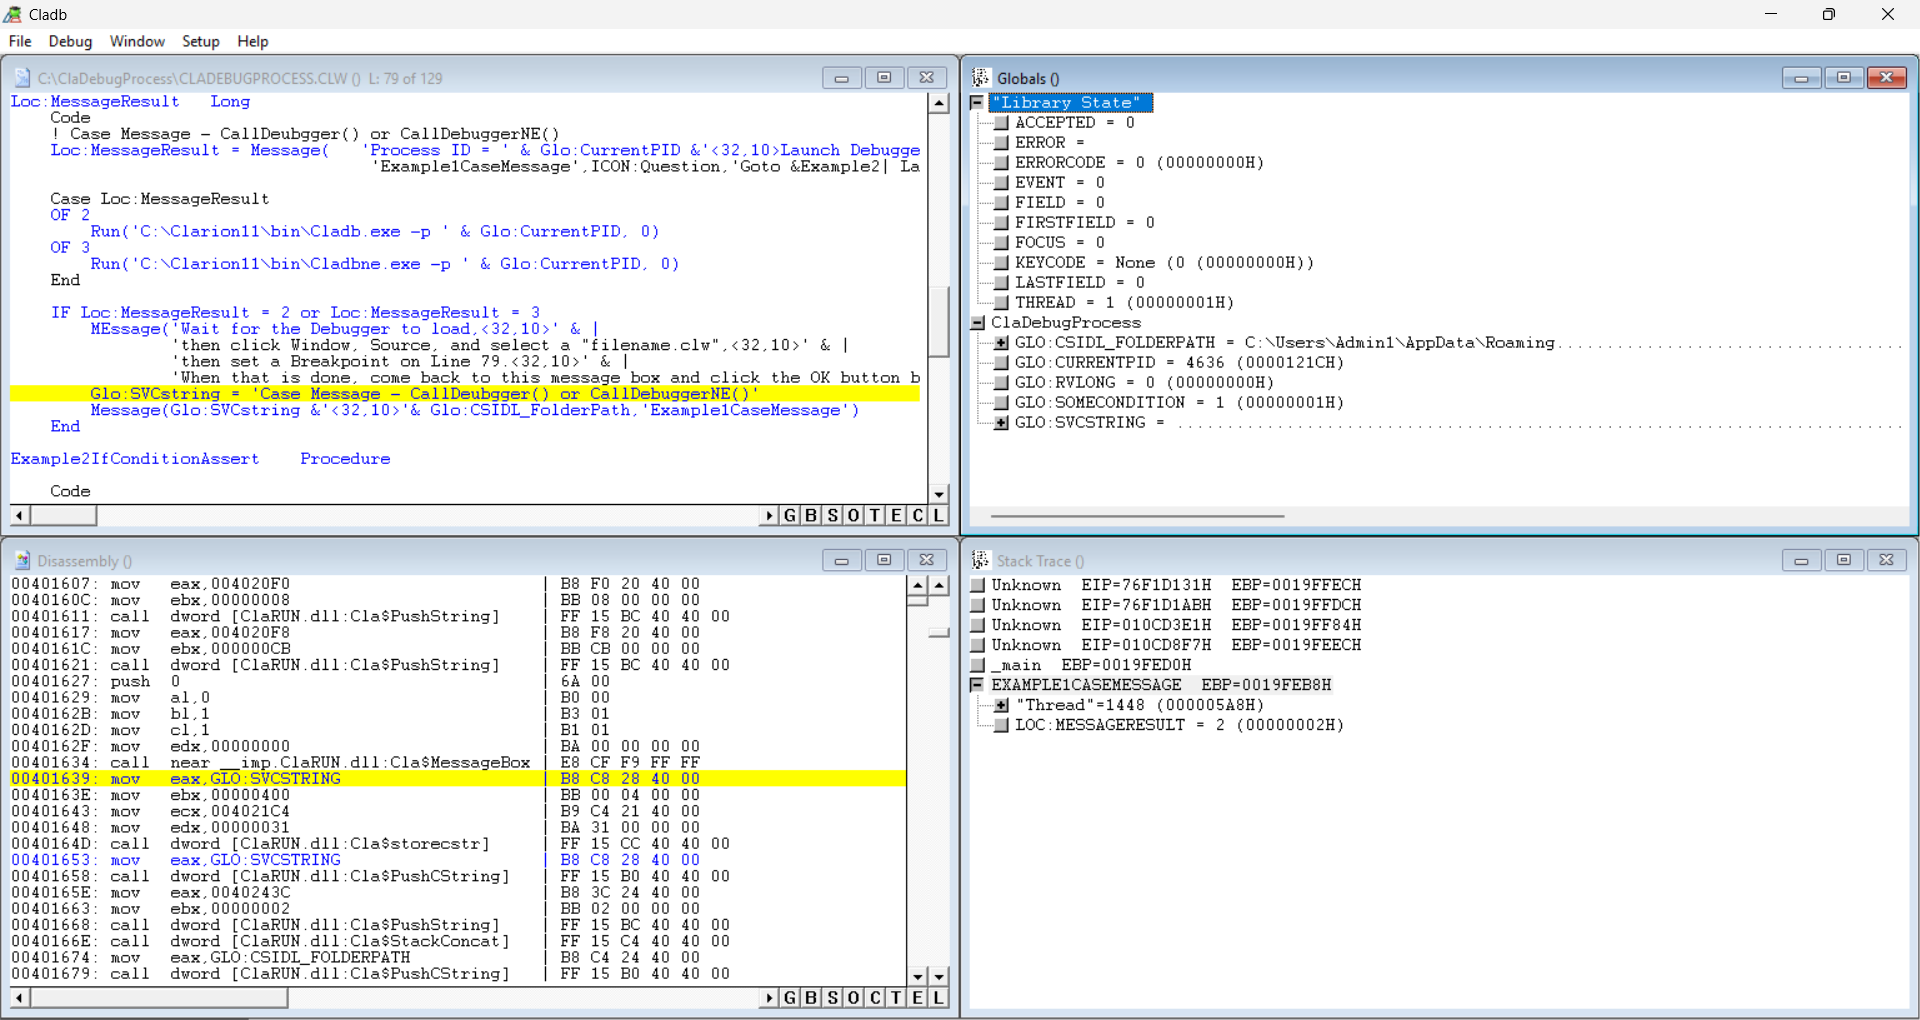 Cladb
File Debug Window Setup Help
C:\ClaDebugProcess\CLADEBUGPROCESS.CLW () L: 79 of 129
Loc:MessageResult   Long
    Code
    ! Case Message - CallDeubgger() or CallDebuggerNE()
    Loc:MessageResult = Message(   'Process ID = ' & Glo:CurrentPID &'<32,10>Launch Debugge
                                    'Example1CaseMessage',ICON:Question,'Goto &Example2| La
    Case Loc:MessageResult
    OF 2
        Run('C:\Clarion11\bin\Cladb.exe -p ' & Glo:CurrentPID, 0)
    OF 3
        Run('C:\Clarion11\bin\Cladbne.exe -p ' & Glo:CurrentPID, 0)
    End
    IF Loc:MessageResult = 2 or Loc:MessageResult = 3
        MEssage('Wait for the Debugger to load,<32,10>' & |
                'then click Window, Source, and select a "filename.clw",<32,10>' & |
                'then set a Breakpoint on Line 79.<32,10>' & |
                'When that is done, come back to this message box and click the OK button b
        Glo:SVCstring = 'Case Message - CallDeubgger() or CallDebuggerNE()'
        Message(Glo:SVCstring &'<32,10>'& Glo:CSIDL_FolderPath,'Example1CaseMessage')
    End
Example2IfConditionAssert    Procedure
    Code
G B S O T E C L
Globals ()
"Library State"
ACCEPTED = 0
ERROR =
ERRORCODE = 0 (00000000H)
EVENT = 0
FIELD = 0
FIRSTFIELD = 0
FOCUS = 0
KEYCODE = None (0 (00000000H))
LASTFIELD = 0
THREAD = 1 (00000001H)
ClaDebugProcess
GLO:CSIDL_FOLDERPATH = C:\Users\Admin1\AppData\Roaming..................................
GLO:CURRENTPID = 4636 (0000121CH)
GLO:RVLONG = 0 (00000000H)
GLO:SOMECONDITION = 1 (00000001H)
GLO:SVCSTRING = ........................................................................
Disassembly ()
00401607: mov    eax,004020F0 | B8 F0 20 40 00
0040160C: mov    ebx,00000008 | BB 08 00 00 00
00401611: call   dword [ClaRUN.dll:Cla$PushString] | FF 15 BC 40 40 00
00401617: mov    eax,004020F8 | B8 F8 20 40 00
0040161C: mov    ebx,000000CB | BB CB 00 00 00
00401621: call   dword [ClaRUN.dll:Cla$PushString] | FF 15 BC 40 40 00
00401627: push   0 | 6A 00
00401629: mov    al,0 | B0 00
0040162B: mov    bl,1 | B3 01
0040162D: mov    cl,1 | B1 01
0040162F: mov    edx,00000000 | BA 00 00 00 00
00401634: call   near __imp.ClaRUN.dll:Cla$MessageBox | E8 CF F9 FF FF
00401639: mov    eax,GLO:SVCSTRING | B8 C8 28 40 00
0040163E: mov    ebx,00000400 | BB 00 04 00 00
00401643: mov    ecx,004021C4 | B9 C4 21 40 00
00401648: mov    edx,00000031 | BA 31 00 00 00
0040164D: call   dword [ClaRUN.dll:Cla$storecstr] | FF 15 CC 40 40 00
00401653: mov    eax,GLO:SVCSTRING | B8 C8 28 40 00
00401658: call   dword [ClaRUN.dll:Cla$PushCString] | FF 15 B0 40 40 00
0040165E: mov    eax,0040243C | B8 3C 24 40 00
00401663: mov    ebx,00000002 | BB 02 00 00 00
00401668: call   dword [ClaRUN.dll:Cla$PushString] | FF 15 BC 40 40 00
0040166E: call   dword [ClaRUN.dll:Cla$StackConcat] | FF 15 C4 40 40 00
00401674: mov    eax,GLO:CSIDL_FOLDERPATH | B8 C4 24 40 00
00401679: call   dword [ClaRUN.dll:Cla$PushCString] | FF 15 B0 40 40 00
G B S O C T E L
Stack Trace ()
Unknown  EIP=76F1D131H  EBP=0019FFECH
Unknown  EIP=76F1D1ABH  EBP=0019FFDCH
Unknown  EIP=010CD3E1H  EBP=0019FF84H
Unknown  EIP=010CD8F7H  EBP=0019FEECH
_main  EBP=0019FED0H
EXAMPLE1CASEMESSAGE  EBP=0019FEB8H
"Thread"=1448 (000005A8H)
LOC:MESSAGERESULT = 2 (00000002H)